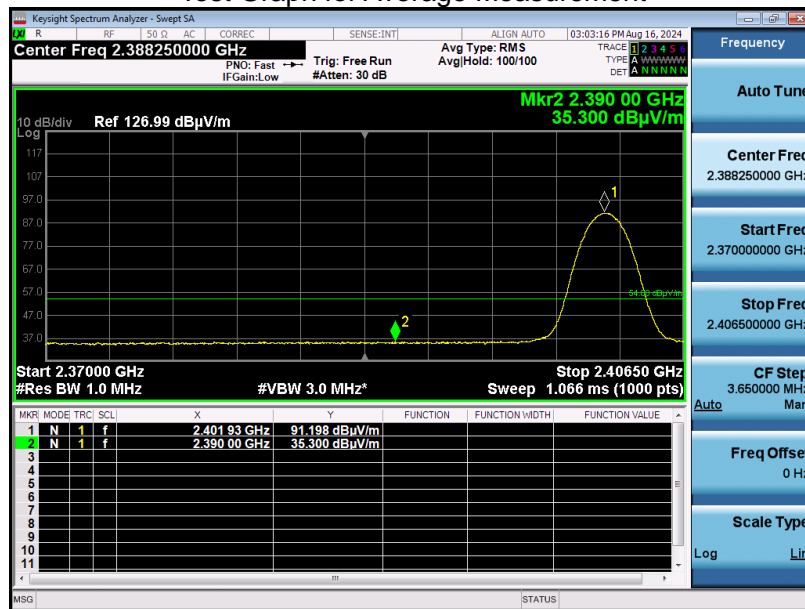 Test Graph for Average Measurement
Keysight Spectrum Analyzer - Swept SA
LXI R RF 50 Ω AC CORREC SENSE:INT ALIGN AUTO 03:03:16 PM Aug 16, 2024
Center Freq 2.388250000 GHz
PNO: Fast
IFGain:Low
Trig: Free Run
#Atten: 30 dB
Avg Type: RMS
Avg|Hold: 100/100
TRACE 1 2 3 4 5 6
TYPE A WWWWW
DET A N N N N N
Mkr2 2.390 00 GHz
35.300 dBµV/m
10 dB/div Ref 126.99 dBµV/m
Log
117
107
97.0
87.0
77.0
67.0
57.0
47.0
37.0
1
2
Start 2.37000 GHz Stop 2.40650 GHz
#Res BW 1.0 MHz #VBW 3.0 MHz* Sweep 1.066 ms (1000 pts)
MKR MODE TRC SCL X Y FUNCTION FUNCTION WIDTH FUNCTION VALUE
1 N 1 f 2.401 93 GHz 91.198 dBµV/m
2 N 1 f 2.390 00 GHz 35.300 dBµV/m
3
4
5
6
7
8
9
10
11
MSG STATUS
Frequency
Auto Tune
Center Freq
2.388250000 GHz
Start Freq
2.370000000 GHz
Stop Freq
2.406500000 GHz
CF Step
3.650000 MHz
Auto Man
Freq Offset
0 Hz
Scale Type
Log Lin